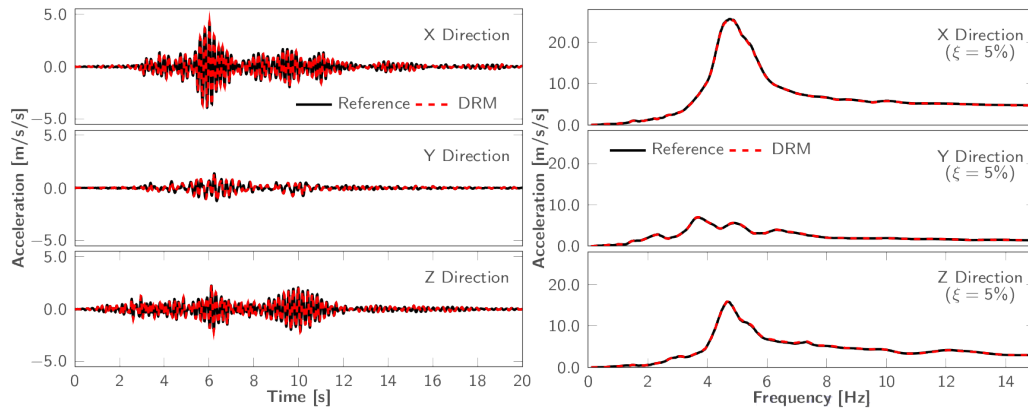 Acceleration [m/s/s]
5.0
X Direction
0.0
Reference
DRM
−5.0
5.0
Y Direction
0.0
−5.0
5.0
Z Direction
0.0
−5.0
0 2 4 6 8 10 12 14 16 18 20
Time [s]
Acceleration [m/s/s]
20.0
X Direction
(ξ = 5%)
10.0
0.0
Reference
DRM
20.0
Y Direction
(ξ = 5%)
10.0
0.0
20.0
Z Direction
(ξ = 5%)
10.0
0.0
0 2 4 6 8 10 12 14
Frequency [Hz]